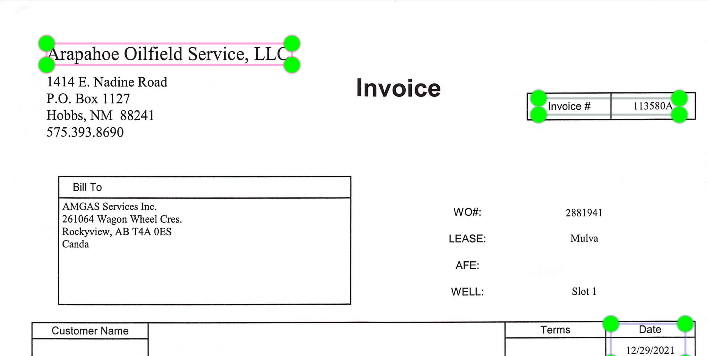 Arapahoe Oilfield Service, LLC
1414 E. Nadine Road
P.O. Box 1127
Hobbs, NM 88241
575.393.8690
Invoice
Invoice # 113580A
Bill To
AMGAS Services Inc.
261064 Wagon Wheel Cres.
Rockyview, AB T4A 0ES
Canda
WO#: 2881941
LEASE: Mulva
AFE:
WELL: Slot 1
Customer Name Terms Date
12/29/2021